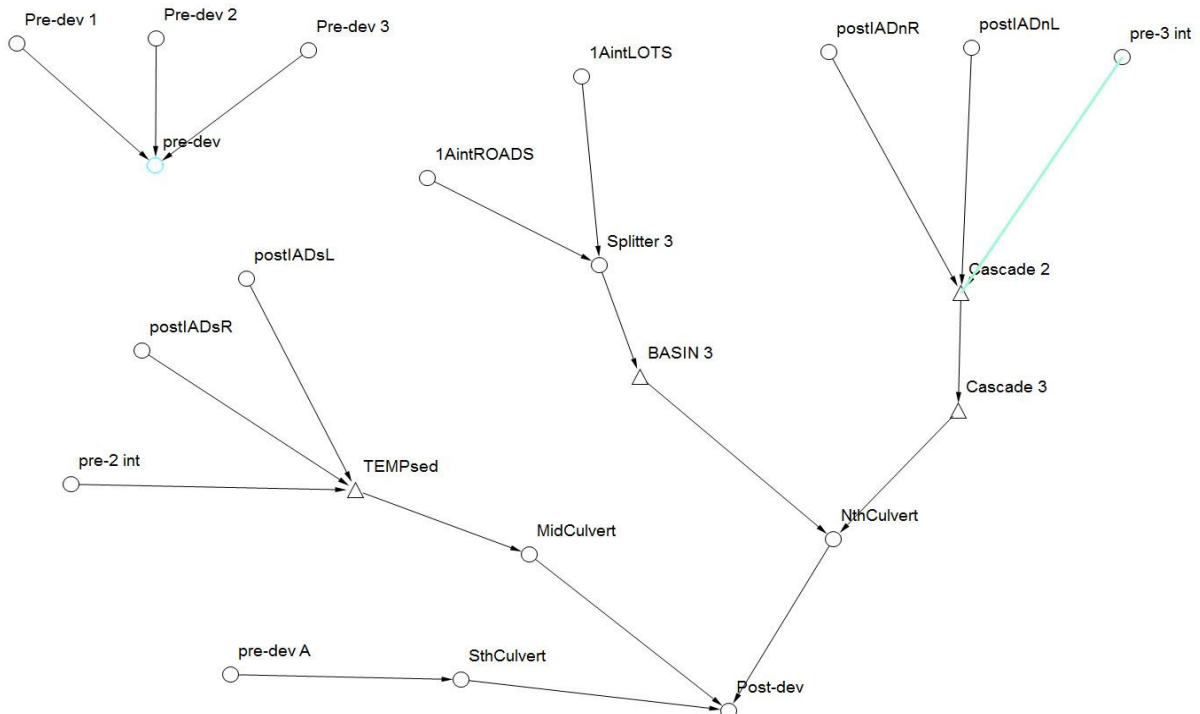 Pre-dev 1
Pre-dev 2
Pre-dev 3
pre-dev
1AintLOTS
1AintROADS
postIADnR
postIADnL
pre-3 int
Splitter 3
Cascade 2
postIADsL
postIADsR
BASIN 3
Cascade 3
pre-2 int
TEMPsed
MidCulvert
NthCulvert
pre-dev A
SthCulvert
Post-dev